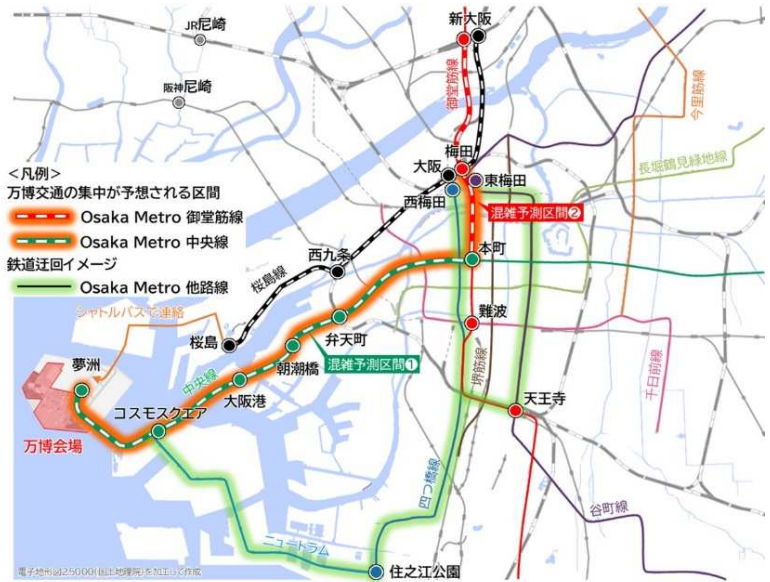 新大阪
JR尼崎
御堂筋線
阪神尼崎
今里筋線
梅田
大阪
東梅田
長堀鶴見緑地線
<凡例>
万博交通の集中が予想される区間
西梅田
Osaka Metro 御堂筋線
混雑予測区間❷
Osaka Metro 中央線
本町
鉄道迂回イメージ
西九条
Osaka Metro 他路線
桜島線
シャトルバスで連絡
弁天町
難波
桜島
朝潮橋
混雑予測区間❶
堺筋線
千日前線
夢洲
中央線
大阪港
天王寺
コスモスクエア
万博会場
四つ橋線
谷町線
ニュートラム
住之江公園
電子地形図25000(国土地理院)を加工して作成